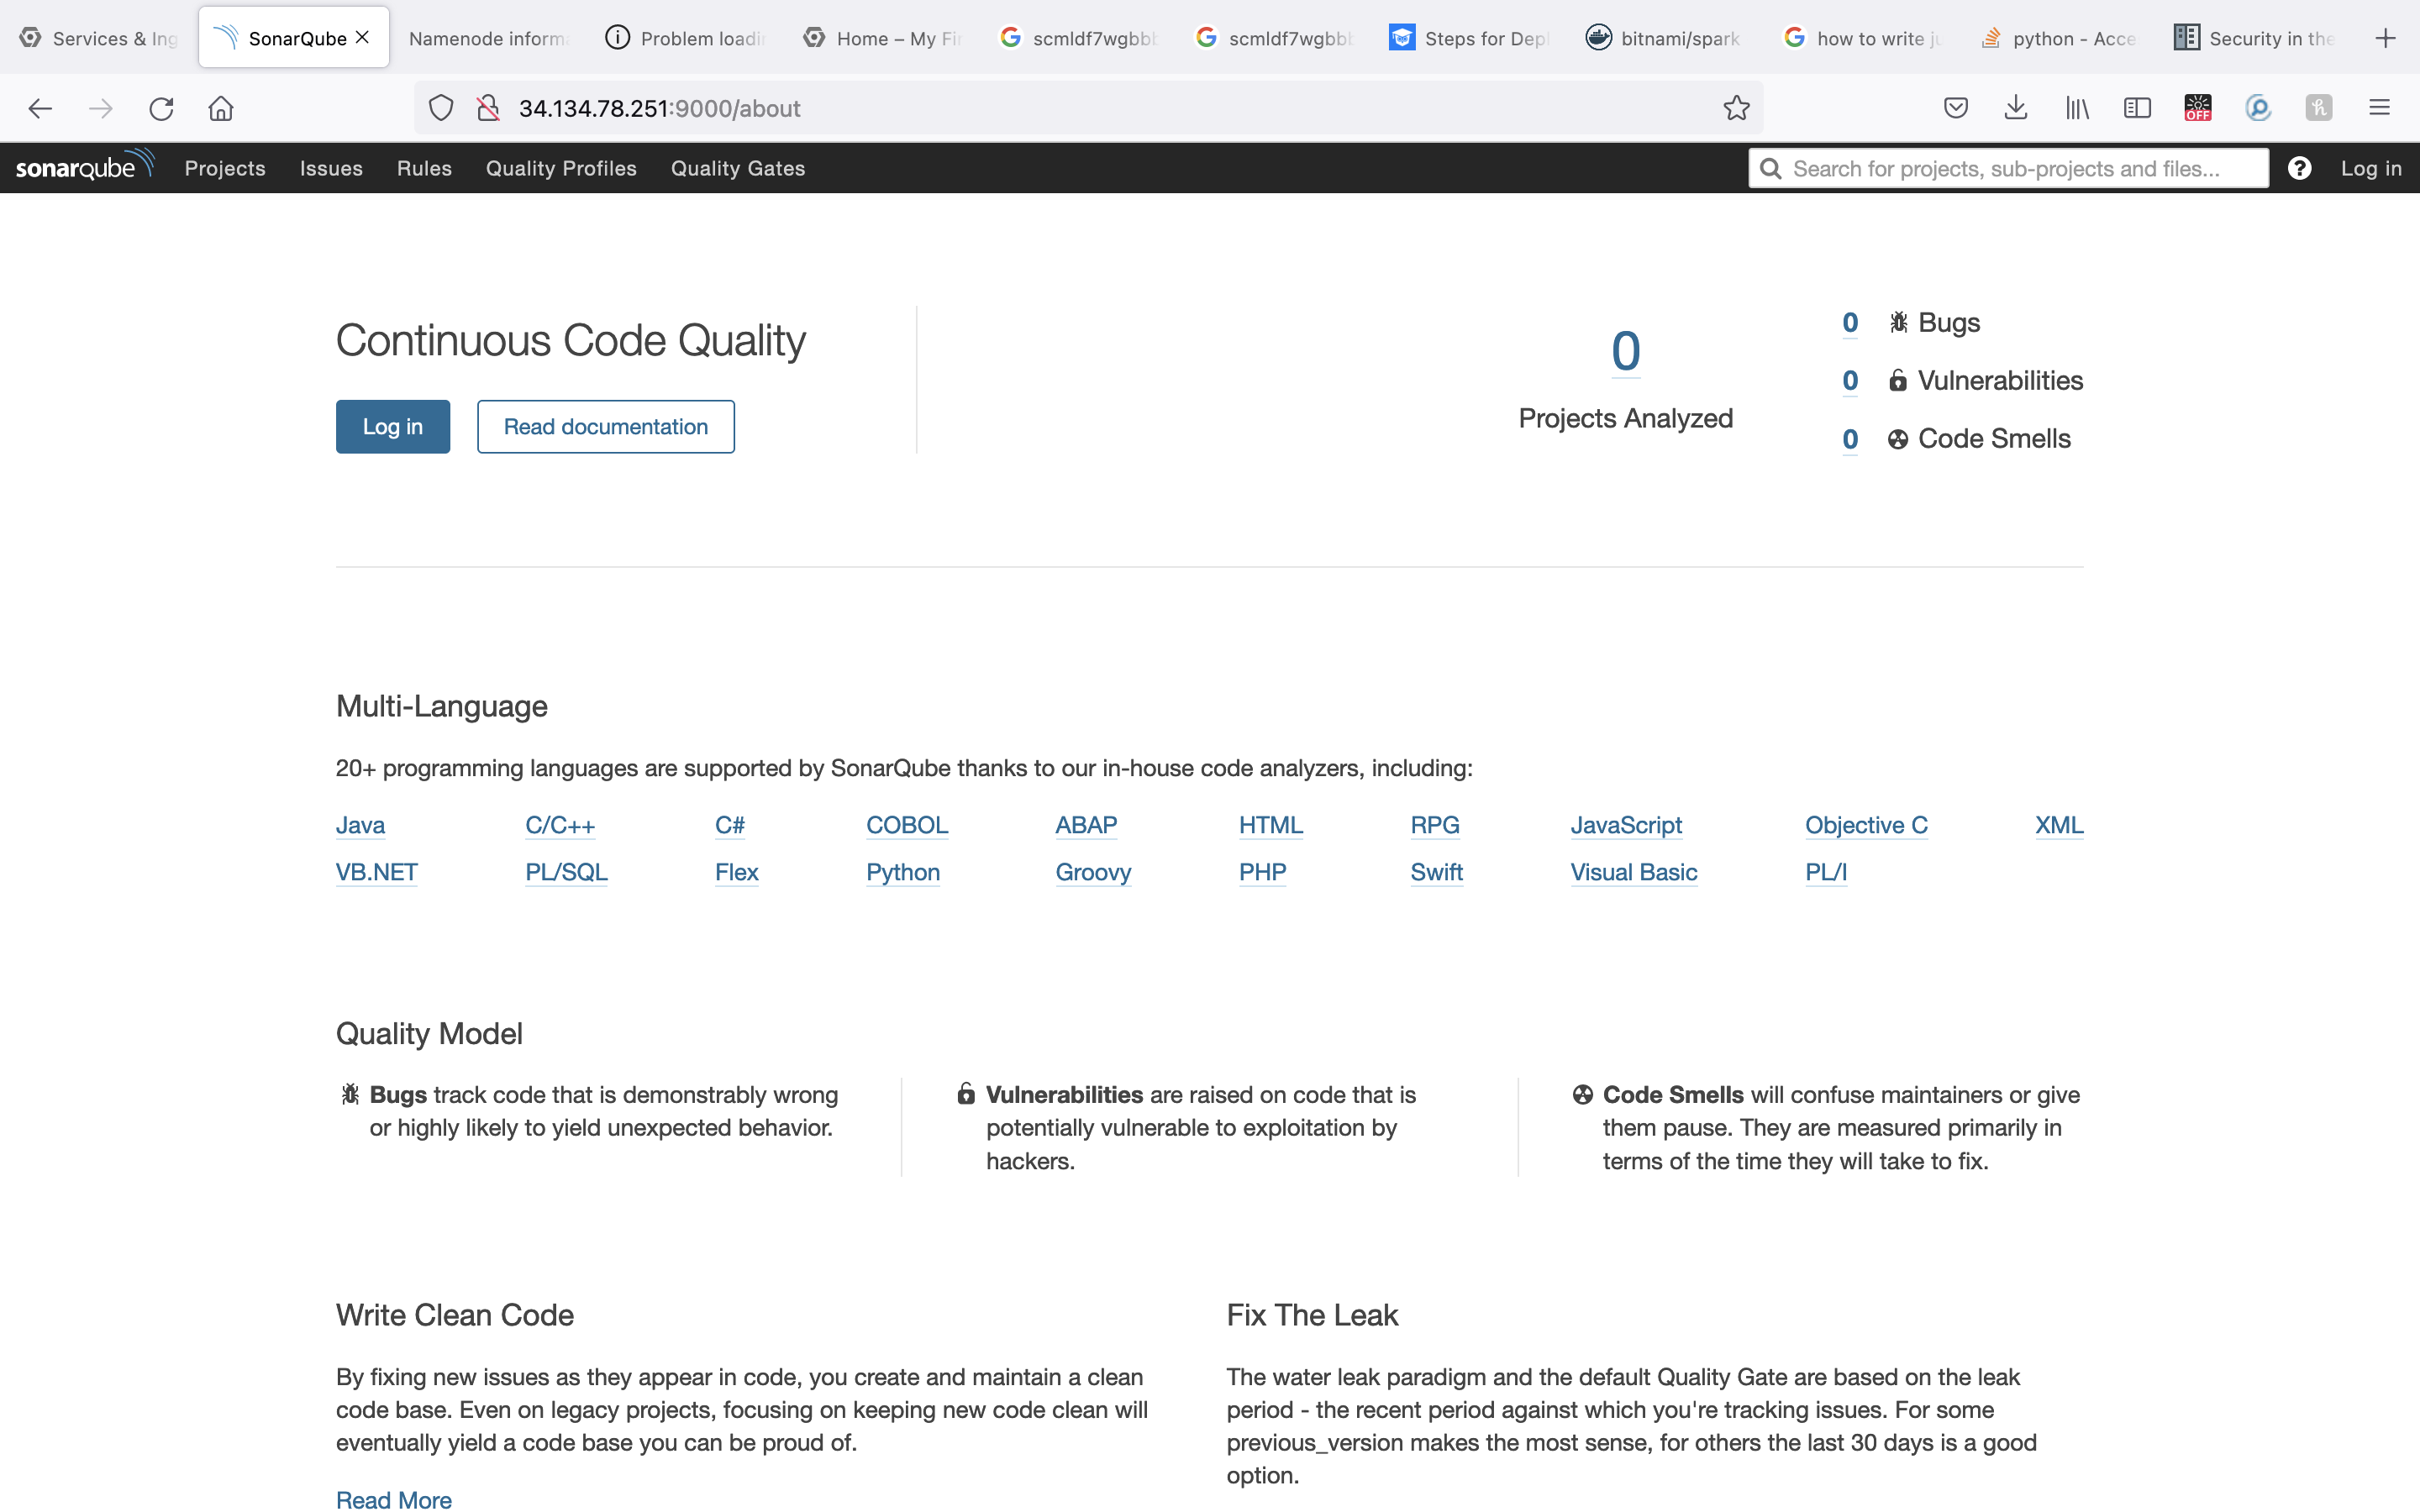 Services & Ing
SonarQube
Namenode inform
Problem loadi
Home – My Fir
scmldf7wgbbb
scmldf7wgbbb
Steps for Depl
bitnami/spark
how to write ju
python - Acce
Security in the
34.134.78.251:9000/about
OFF
sonarqube
Projects
Issues
Rules
Quality Profiles
Quality Gates
Search for projects, sub-projects and files...
?
Log in
Continuous Code Quality
Log in
Read documentation
0
Projects Analyzed
0 Bugs
0 Vulnerabilities
0 Code Smells
Multi-Language
20+ programming languages are supported by SonarQube thanks to our in-house code analyzers, including:
Java C/C++ C# COBOL ABAP HTML RPG JavaScript Objective C XML
VB.NET PL/SQL Flex Python Groovy PHP Swift Visual Basic PL/I
Quality Model
Bugs track code that is demonstrably wrong
or highly likely to yield unexpected behavior.
Vulnerabilities are raised on code that is
potentially vulnerable to exploitation by
hackers.
Code Smells will confuse maintainers or give
them pause. They are measured primarily in
terms of the time they will take to fix.
Write Clean Code
By fixing new issues as they appear in code, you create and maintain a clean
code base. Even on legacy projects, focusing on keeping new code clean will
eventually yield a code base you can be proud of.
Read More
Fix The Leak
The water leak paradigm and the default Quality Gate are based on the leak
period - the recent period against which you're tracking issues. For some
previous_version makes the most sense, for others the last 30 days is a good
option.